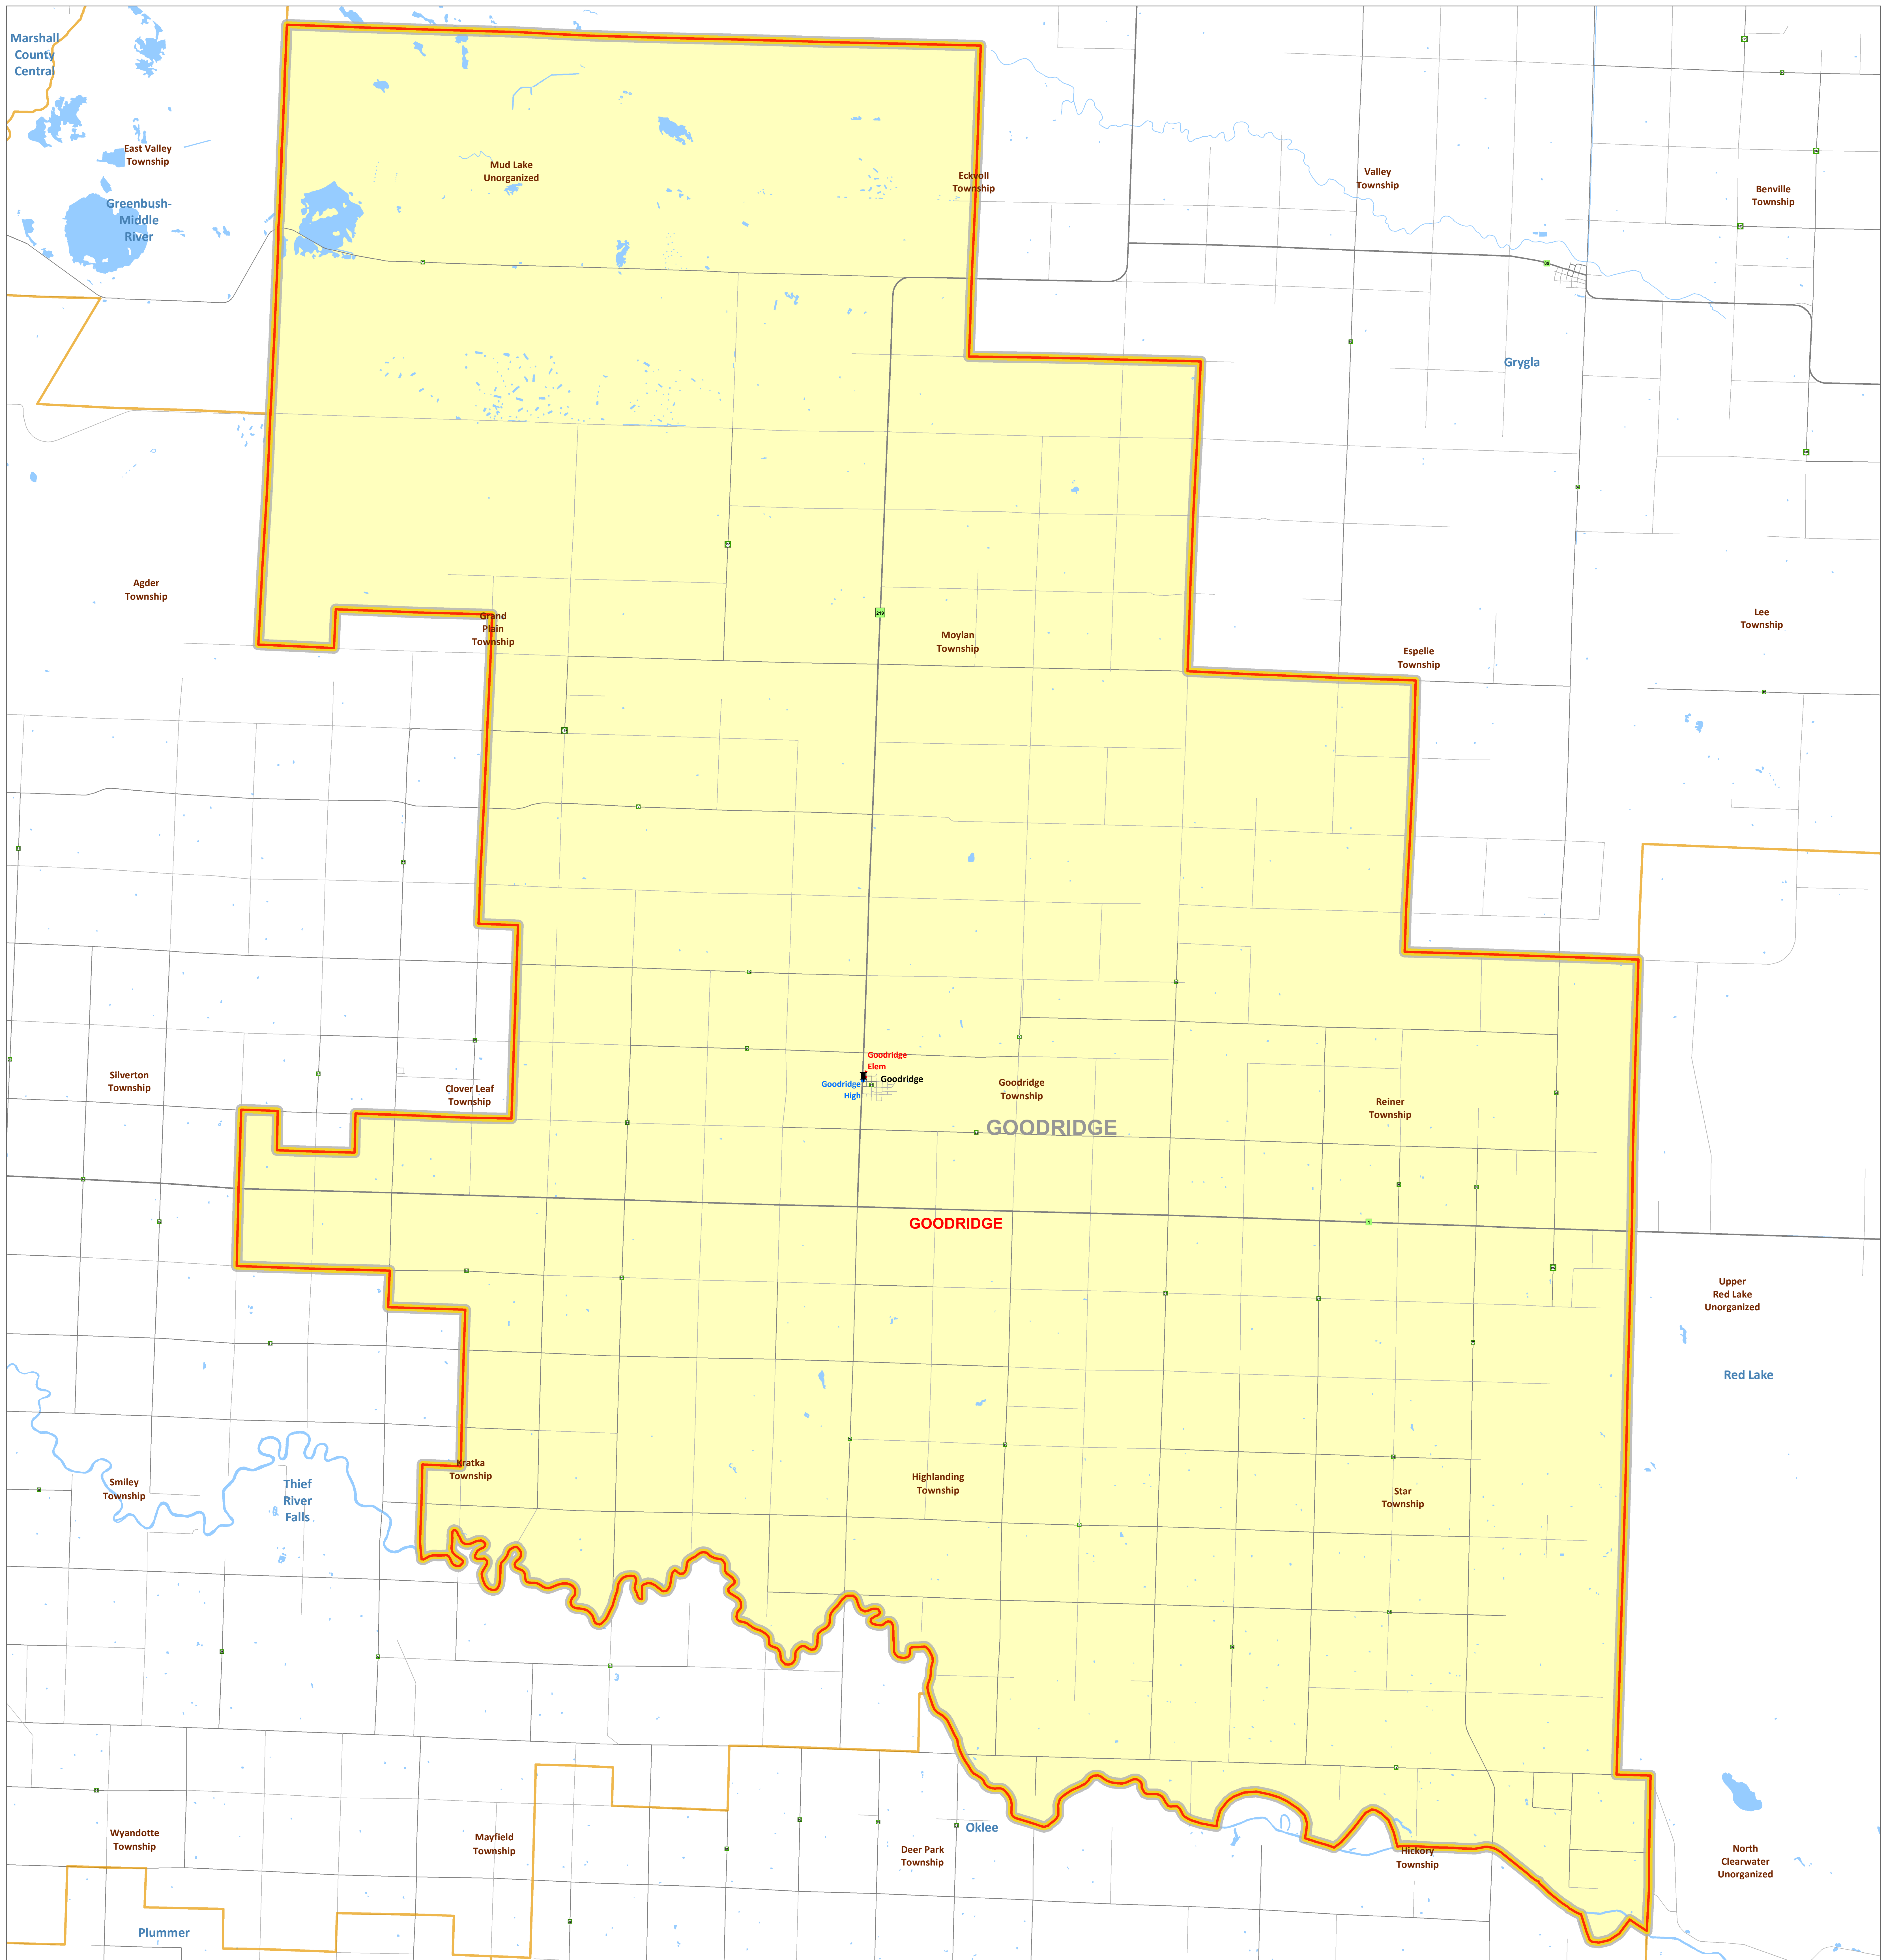 Marshall
County
Central
East Valley
Township
Greenbush-
Middle
River
Mud Lake
Unorganized
Eckvoll
Township
Valley
Township
Benville
Township
89
Grygla
Agder
Township
Grand
Plain
Township
219
Moylan
Township
Espelie
Township
Lee
Township
Silverton
Township
Clover Leaf
Township
Goodridge
Elem
Goodridge
Goodridge
High
Goodridge
Township
GOODRIDGE
Reiner
Township
GOODRIDGE
1
Upper
Red Lake
Unorganized
Red Lake
Smiley
Township
Thief
River
Falls
Kratka
Township
Highlanding
Township
Star
Township
Wyandotte
Township
Mayfield
Township
Oklee
Deer Park
Township
Hickory
Township
North
Clearwater
Unorganized
Plummer